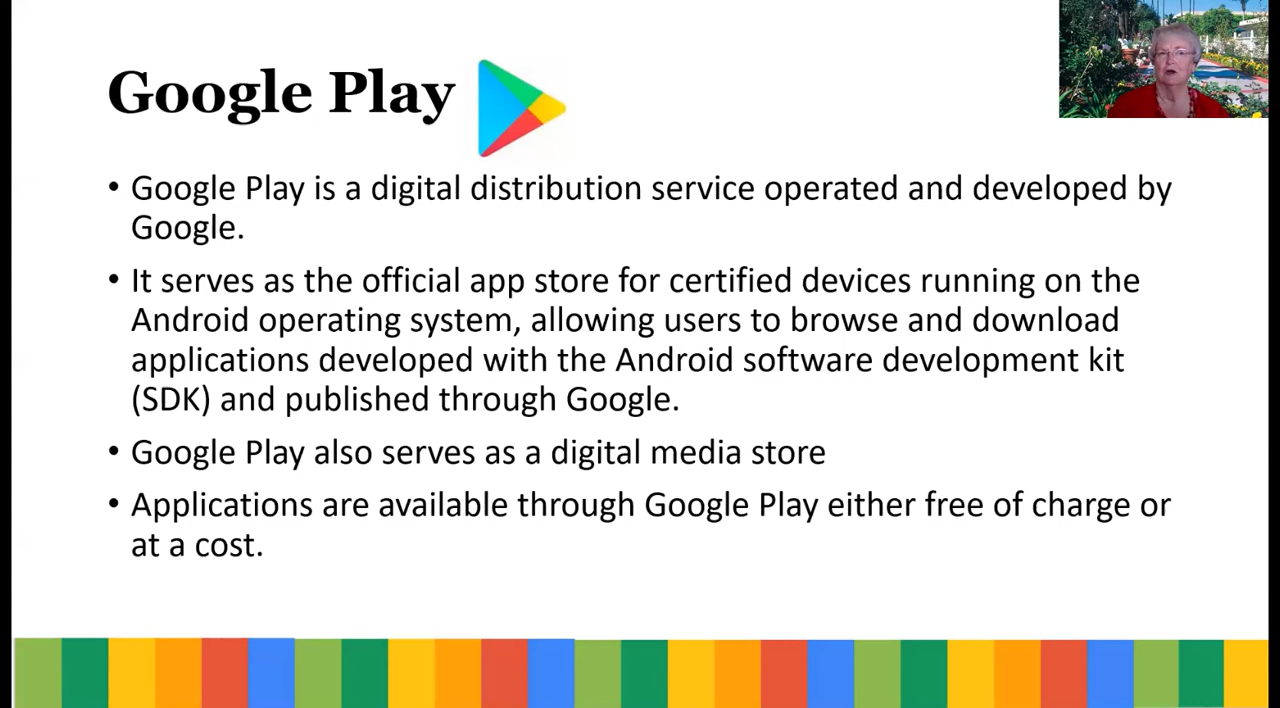 Google Play
• Google Play is a digital distribution service operated and developed by
Google.
• It serves as the official app store for certified devices running on the
Android operating system, allowing users to browse and download
applications developed with the Android software development kit
(SDK) and published through Google.
• Google Play also serves as a digital media store
• Applications are available through Google Play either free of charge or
at a cost.